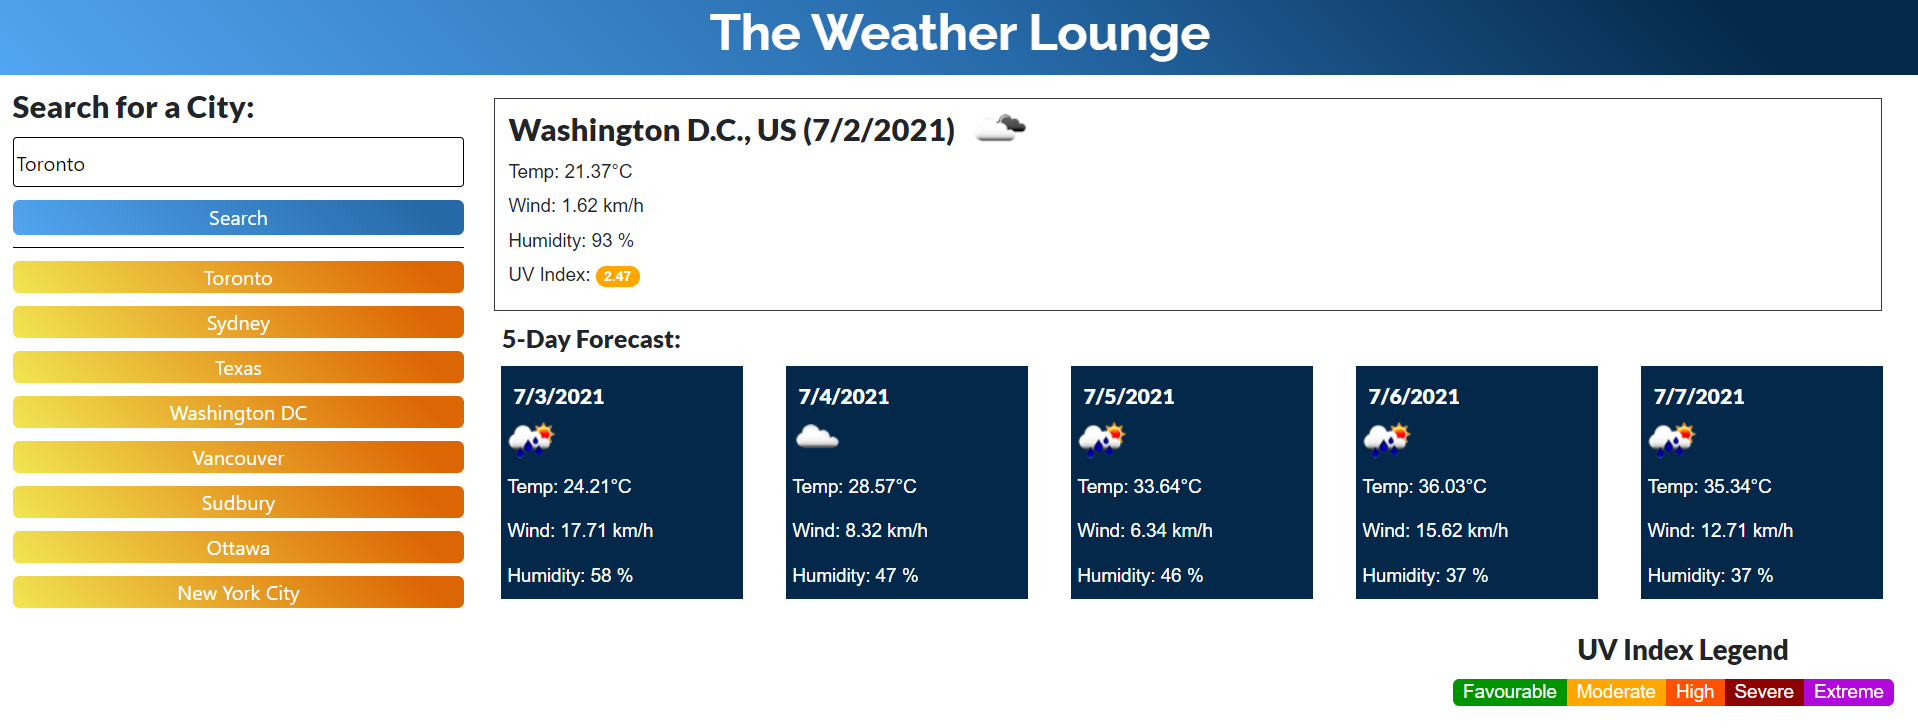 The Weather Lounge
Search for a City:
Toronto
Search
Toronto
Sydney
Texas
Washington DC
Vancouver
Sudbury
Ottawa
New York City
Washington D.C., US (7/2/2021)
Temp: 21.37°C
Wind: 1.62 km/h
Humidity: 93 %
UV Index: 2.47
5-Day Forecast:
7/3/2021
Temp: 24.21°C
Wind: 17.71 km/h
Humidity: 58 %
7/4/2021
Temp: 28.57°C
Wind: 8.32 km/h
Humidity: 47 %
7/5/2021
Temp: 33.64°C
Wind: 6.34 km/h
Humidity: 46 %
7/6/2021
Temp: 36.03°C
Wind: 15.62 km/h
Humidity: 37 %
7/7/2021
Temp: 35.34°C
Wind: 12.71 km/h
Humidity: 37 %
UV Index Legend
Favourable Moderate High Severe Extreme